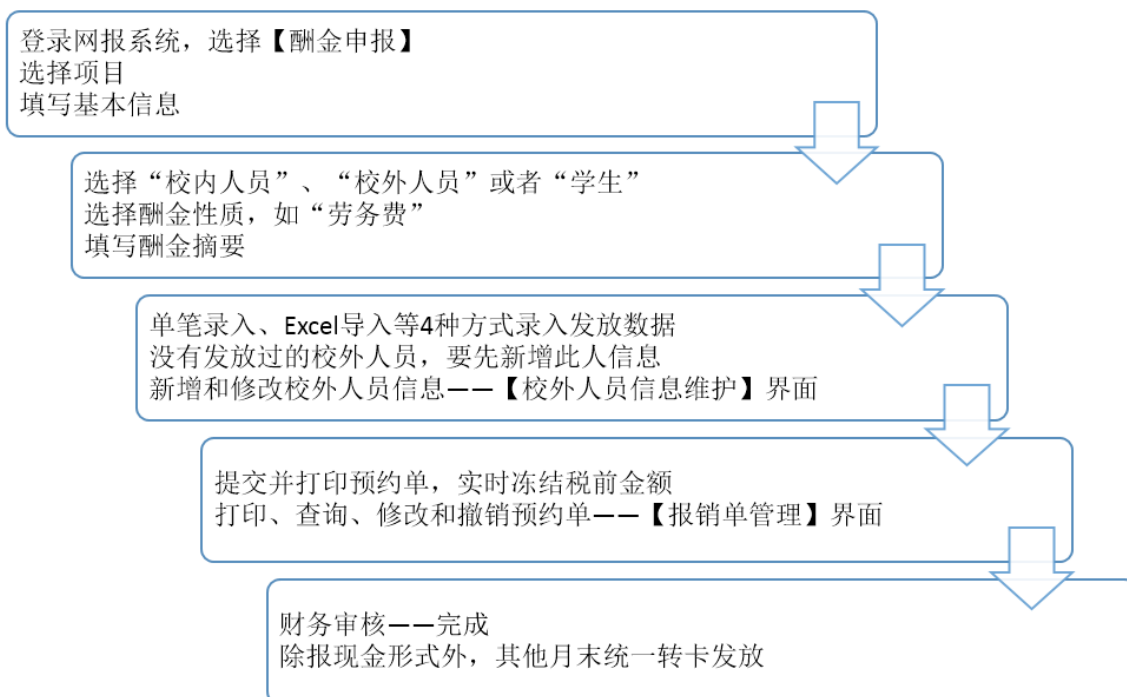 登录网报系统，选择【酬金申报】
选择项目
填写基本信息
选择“校内人员”、“校外人员”或者“学生”
选择酬金性质，如“劳务费”
填写酬金摘要
单笔录入、Excel导入等4种方式录入发放数据
没有发放过的校外人员，要先新增此人信息
新增和修改校外人员信息——【校外人员信息维护】界面
提交并打印预约单，实时冻结税前金额
打印、查询、修改和撤销预约单——【报销单管理】界面
财务审核——完成
除报现金形式外，其他月末统一转卡发放